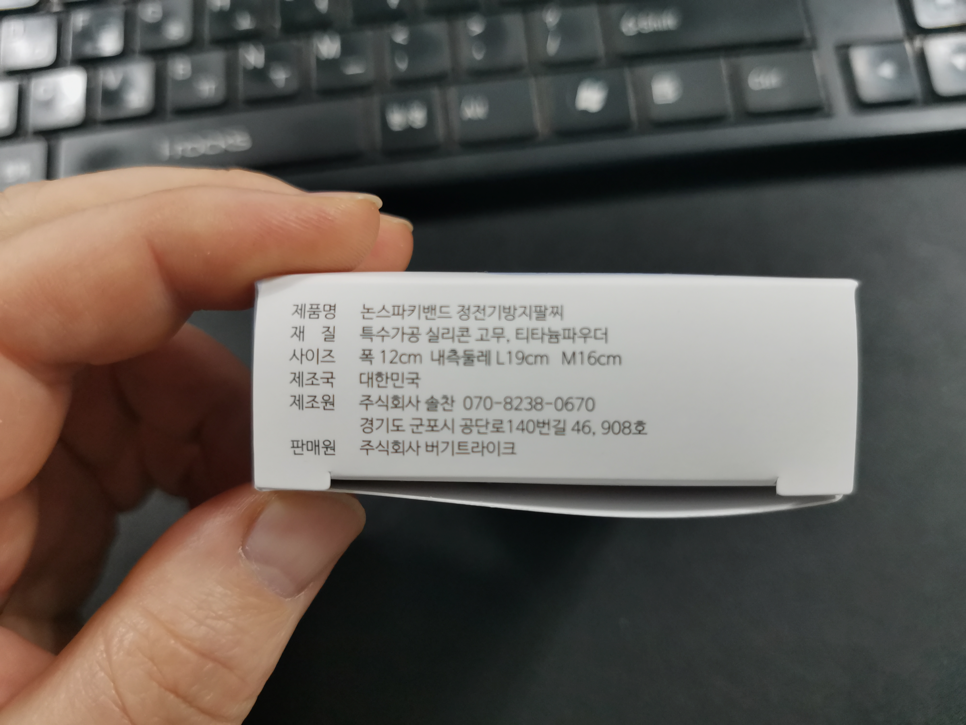 i-rocks
한영
제품명 논스파키밴드 정전기방지팔찌
재 질 특수가공 실리콘 고무, 티타늄파우더
사이즈 폭 12cm 내측둘레 L19cm M16cm
제조국 대한민국
제조원 주식회사 솔찬 070-8238-0670
경기도 군포시 공단로140번길 46, 908호
판매원 주식회사 버기트라이크